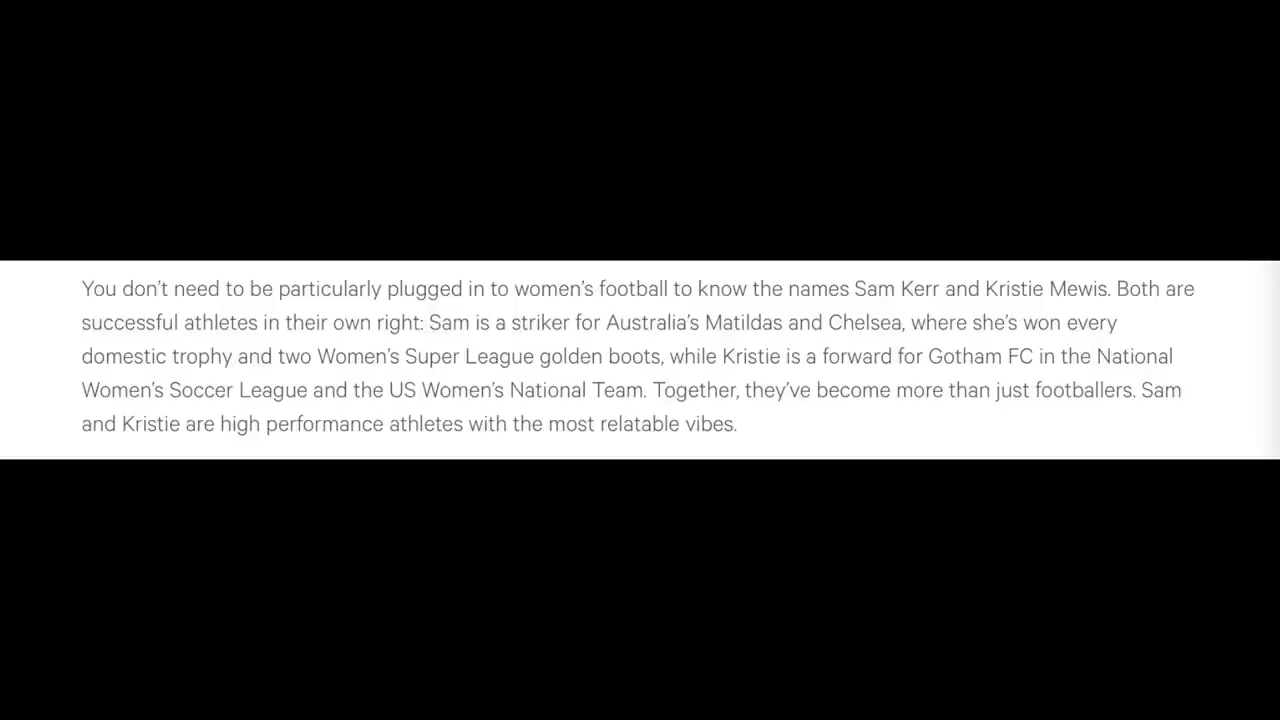 You don’t need to be particularly plugged in to women’s football to know the names Sam Kerr and Kristie Mewis. Both are
successful athletes in their own right: Sam is a striker for Australia’s Matildas and Chelsea, where she’s won every
domestic trophy and two Women’s Super League golden boots, while Kristie is a forward for Gotham FC in the National
Women’s Soccer League and the US Women’s National Team. Together, they’ve become more than just footballers. Sam
and Kristie are high performance athletes with the most relatable vibes.